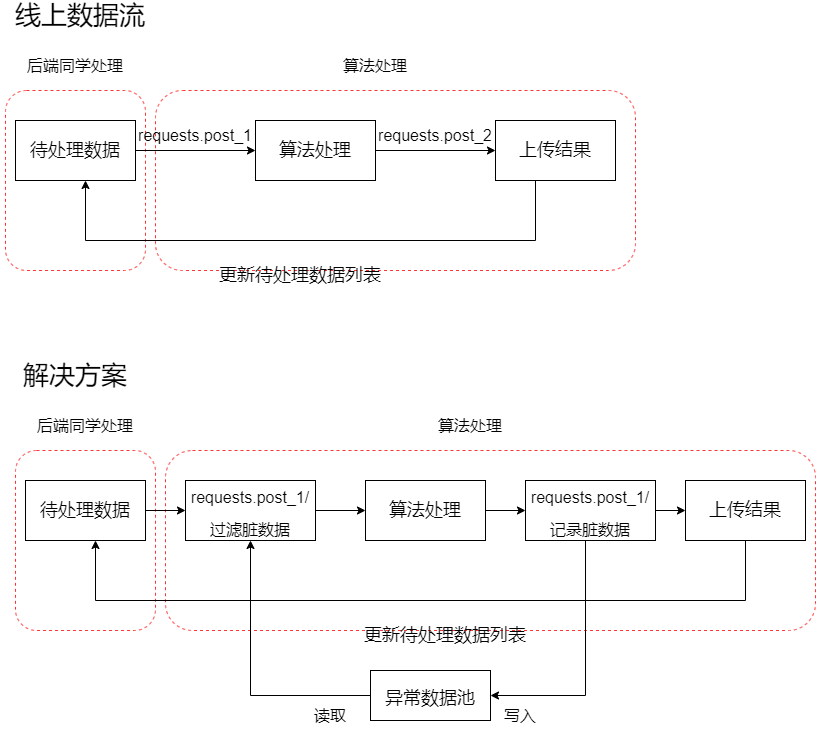 线上数据流
后端同学处理
算法处理
待处理数据
requests.post_1
算法处理
requests.post_2
上传结果
更新待处理数据列表
解决方案
后端同学处理
算法处理
待处理数据
requests.post_1/
过滤脏数据
算法处理
requests.post_1/
记录脏数据
上传结果
更新待处理数据列表
读取
异常数据池
写入